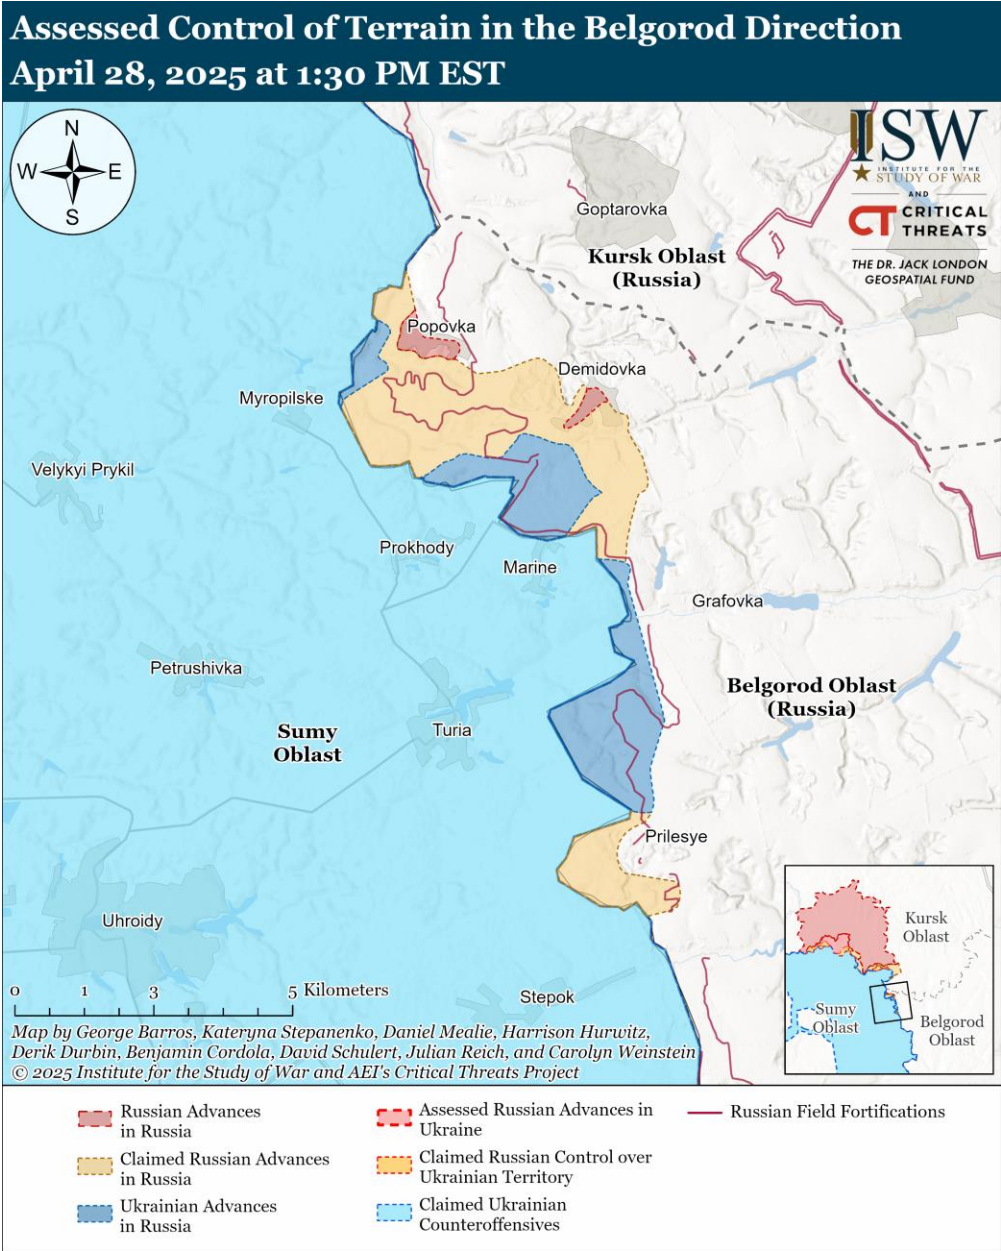 Assessed Control of Terrain in the Belgorod Direction
April 28, 2025 at 1:30 PM EST
N
W
E
S
ISW
INSTITUTE FOR THE
STUDY OF WAR
AND
CT CRITICAL
THREATS
THE DR. JACK LONDON
GEOSPATIAL FUND
Goptarovka
Kursk Oblast
(Russia)
Popovka
Demidovka
Myropilske
Velykyi Prykil
Prokhody
Marine
Grafovka
Petrushivka
Belgorod Oblast
(Russia)
Sumy
Oblast
Turia
Prilesye
Uhroidy
Stepok
Kursk
Oblast
Sumy
Oblast
Belgorod
Oblast
0 1 3 5 Kilometers
Map by George Barros, Kateryna Stepanenko, Daniel Mealie, Harrison Hurwitz,
Derik Durbin, Benjamin Cordola, David Schulert, Julian Reich, and Carolyn Weinstein
© 2025 Institute for the Study of War and AEI's Critical Threats Project
Russian Advances
in Russia
Claimed Russian Advances
in Russia
Ukrainian Advances
in Russia
Assessed Russian Advances in
Ukraine
Claimed Russian Control over
Ukrainian Territory
Claimed Ukrainian
Counteroffensives
Russian Field Fortifications